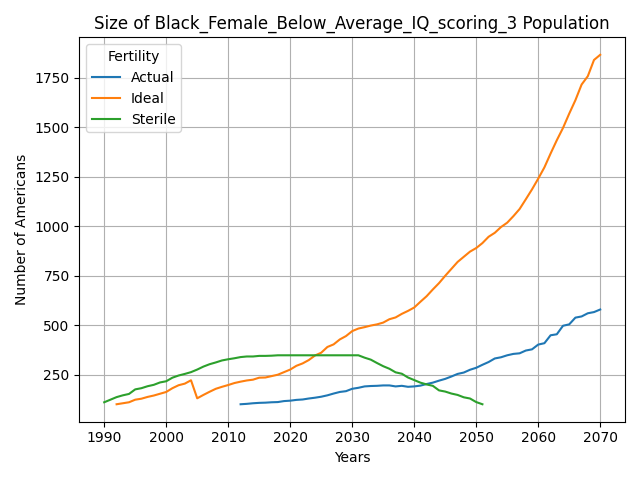 Size of Black_Female_Below_Average_IQ_scoring_3 Population
Fertility
Actual
Ideal
Sterile
Number of Americans
1750
1500
1250
1000
750
500
250
1990 2000 2010 2020 2030 2040 2050 2060 2070
Years